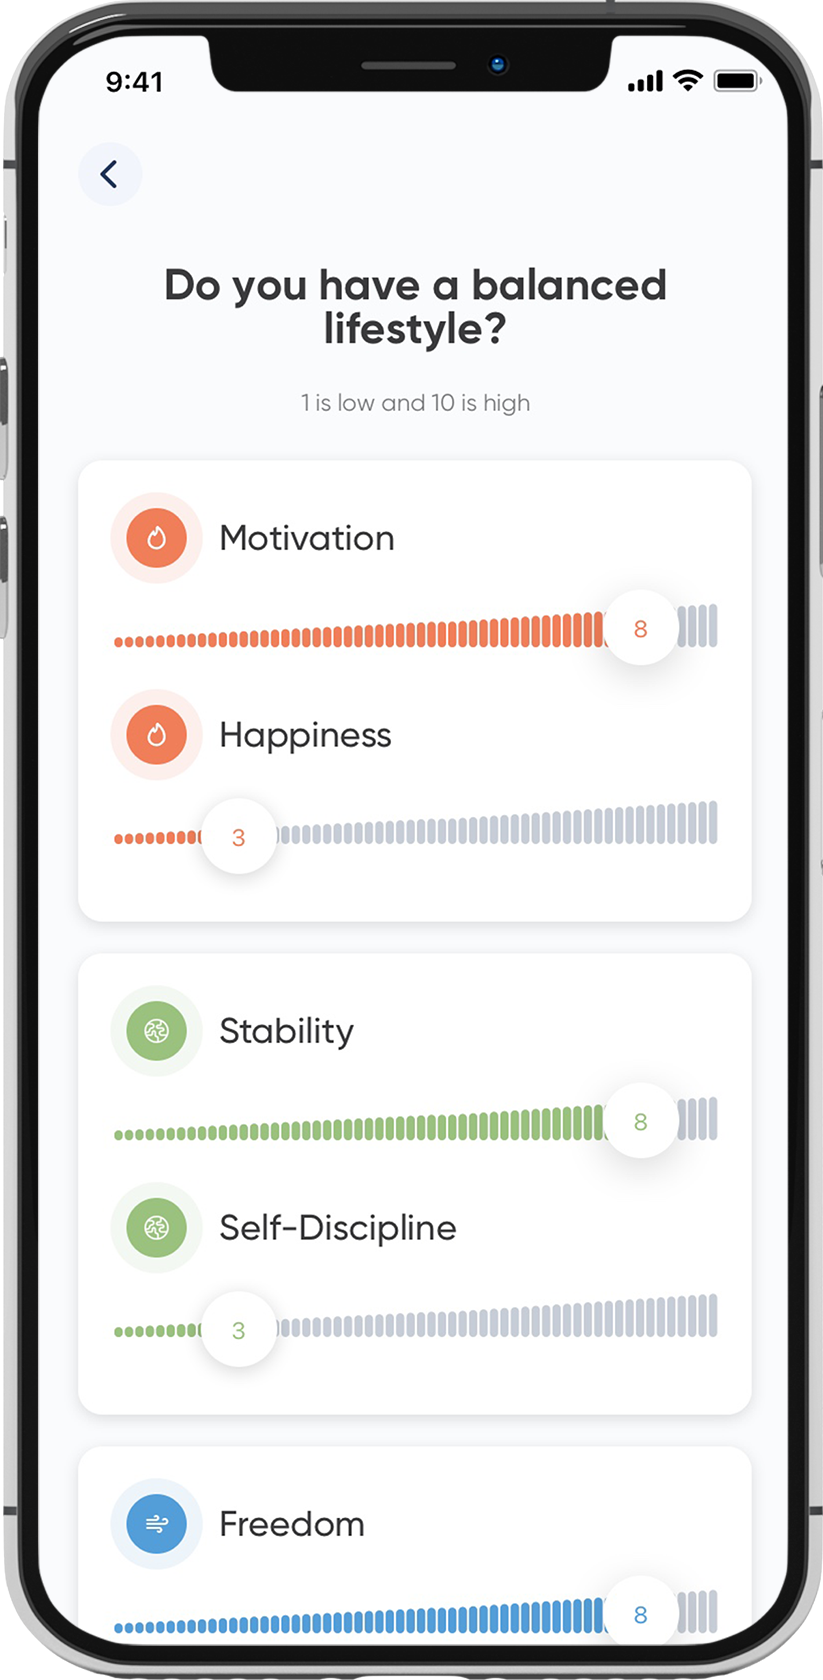 9:41
Do you have a balanced
lifestyle?
1 is low and 10 is high
Motivation
8
Happiness
3
Stability
8
Self-Discipline
3
Freedom
8